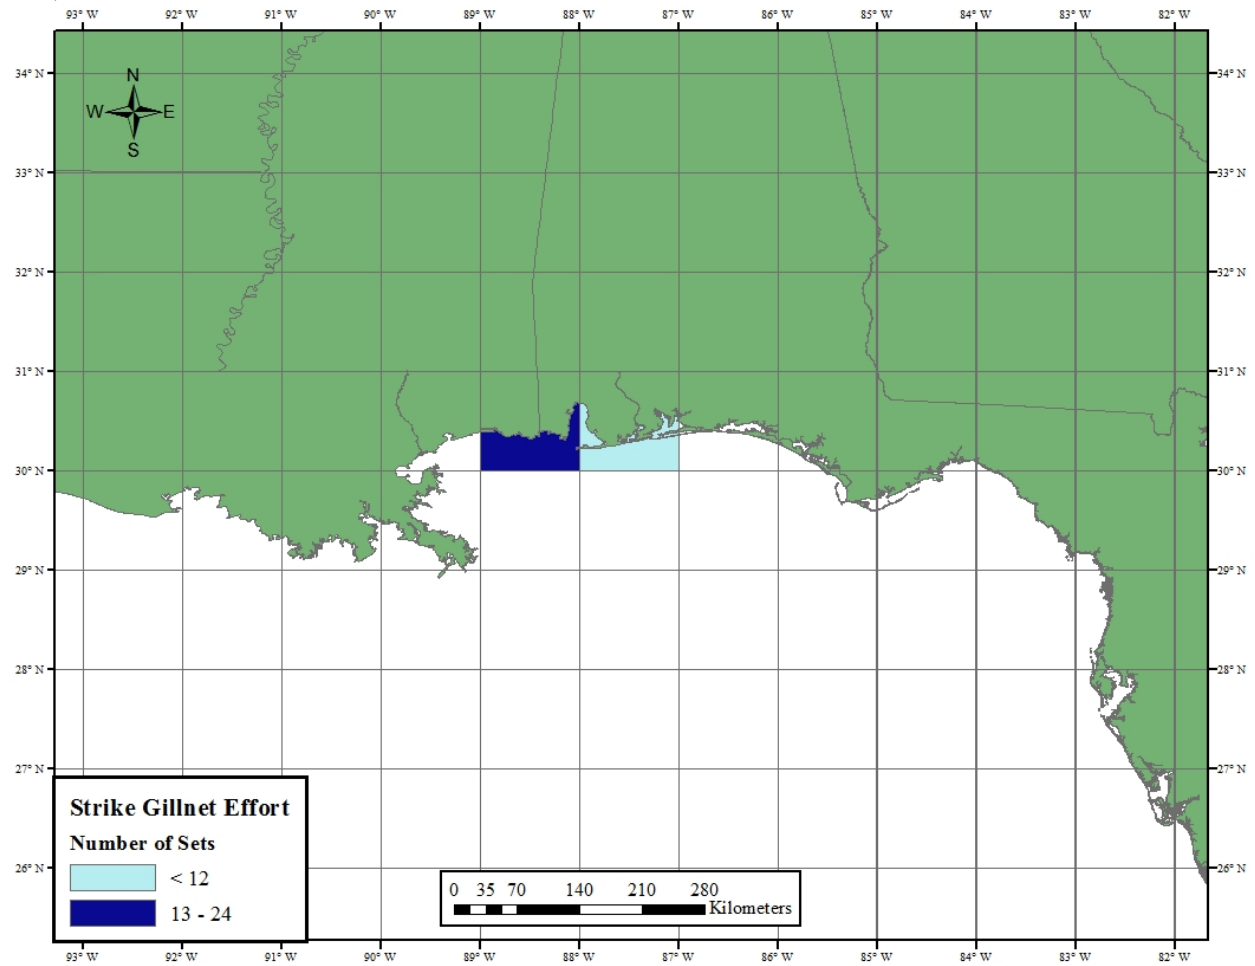 93° W 92° W 91° W 90° W 89° W 88° W 87° W 86° W 85° W 84° W 83° W 82° W
34° N 34° N
N
W E
S
33° N 33° N
32° N 32° N
31° N 31° N
30° N 30° N
29° N 29° N
28° N 28° N
27° N 27° N
Strike Gillnet Effort
Number of Sets
< 12
13 - 24
26° N 26° N
0 35 70 140 210 280
Kilometers
93° W 92° W 91° W 90° W 89° W 88° W 87° W 86° W 85° W 84° W 83° W 82° W